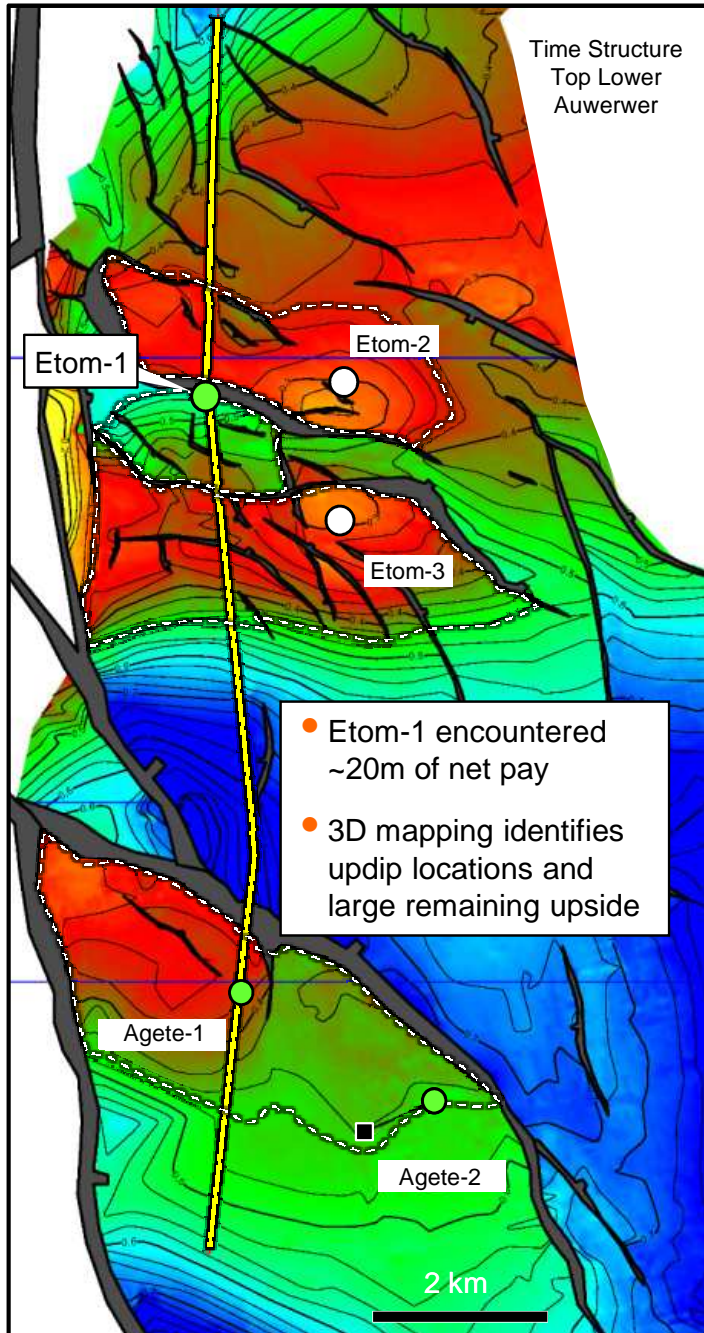 Time Structure
Top Lower
Auwerwer
Etom-2
Etom-1
Etom-3
• Etom-1 encountered
~20m of net pay
• 3D mapping identifies
updip locations and
large remaining upside
Agete-1
Agete-2
2 km